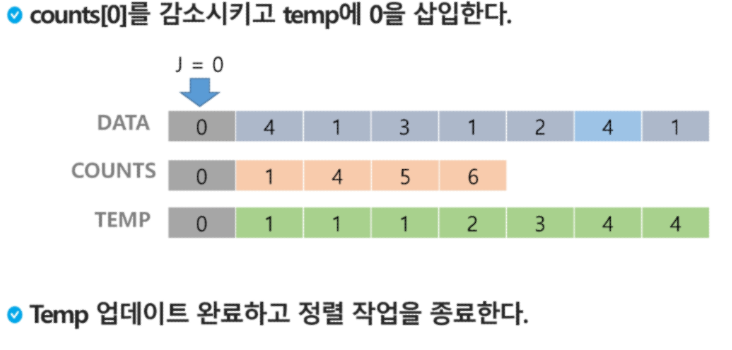 counts[0]를 감소시키고 temp에 0을 삽입한다.
J = 0
DATA 0 4 1 3 1 2 4 1
COUNTS 0 1 4 5 6
TEMP 0 1 1 1 2 3 4 4
Temp 업데이트 완료하고 정렬 작업을 종료한다.